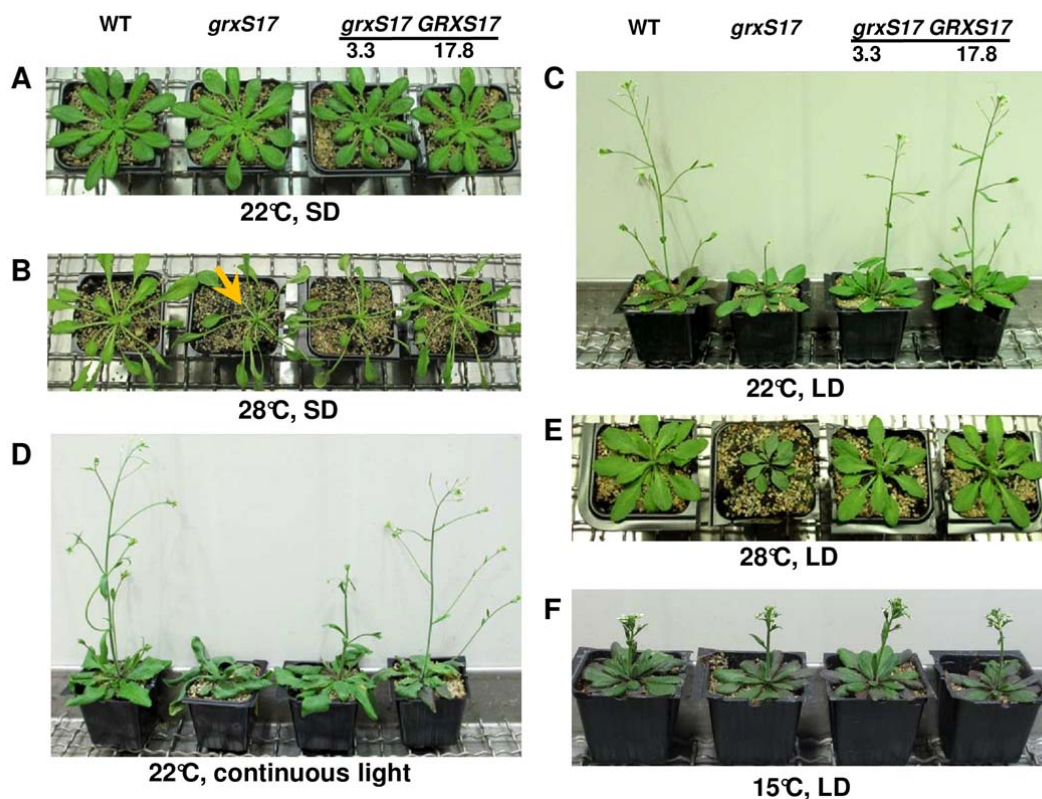 WT grxS17 grxS17 GRXS17
3.3 17.8
WT grxS17 grxS17 GRXS17
3.3 17.8
A
22°C, SD
B
28°C, SD
C
22°C, LD
D
22°C, continuous light
E
28°C, LD
F
15°C, LD